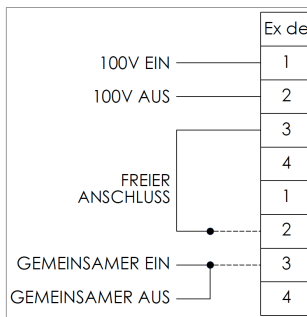 Ex de
100V EIN
1
100V AUS
2
3
4
FREIER
ANSCHLUSS
1
2
GEMEINSAMER EIN
3
GEMEINSAMER AUS
4